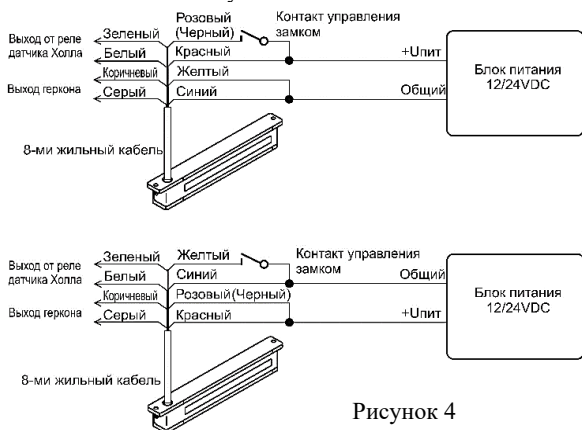 Зеленый
Розовый
(Черный)
Контакт управления
замком
Выход от реле
датчика Холла
Белый
Красный
+Uпит
Блок питания
12/24VDC
Коричневый
Желтый
Выход геркона
Серый
Синий
Общий
8-ми жильный кабель
Зеленый
Желтый
Контакт управления
замком
Выход от реле
датчика Холла
Белый
Синий
Общий
Блок питания
12/24VDC
Коричневый
Розовый(Черный)
Выход геркона
Серый
Красный
+Uпит
8-ми жильный кабель
Рисунок 4